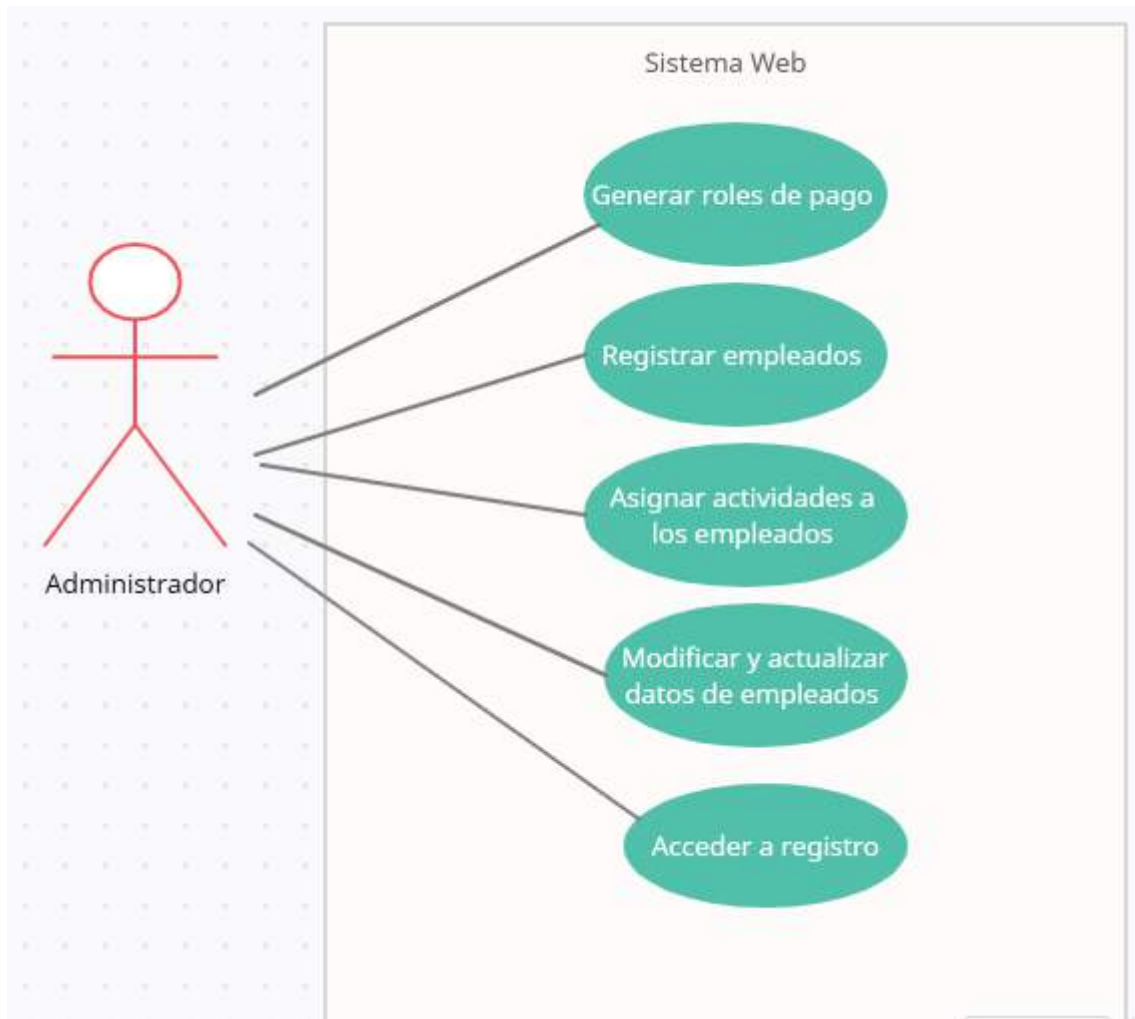 Sistema Web
Generar roles de pago
Registrar empleados
Asignar actividades a
los empleados
Administrador
Modificar y actualizar
datos de empleados
Acceder a registro